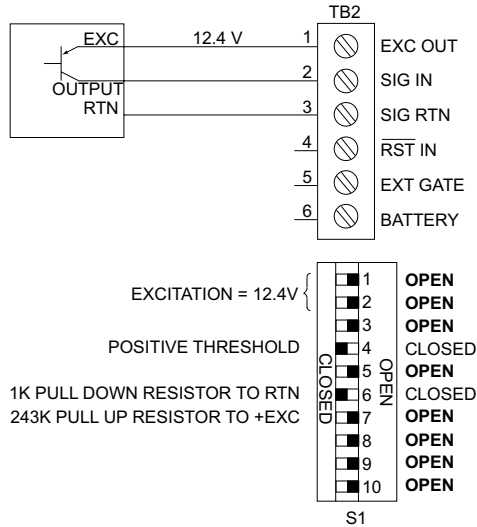 TB2
EXC 12.4 V 1 EXC OUT
OUTPUT 2 SIG IN
RTN 3 SIG RTN
4 RST IN
5 EXT GATE
6 BATTERY
EXCITATION = 12.4V
1 OPEN
2 OPEN
3 OPEN
POSITIVE THRESHOLD 4 CLOSED
5 OPEN
1K PULL DOWN RESISTOR TO RTN 6 CLOSED
243K PULL UP RESISTOR TO +EXC 7 OPEN
8 OPEN
9 OPEN
10 OPEN
CLOSED
OPEN
S1